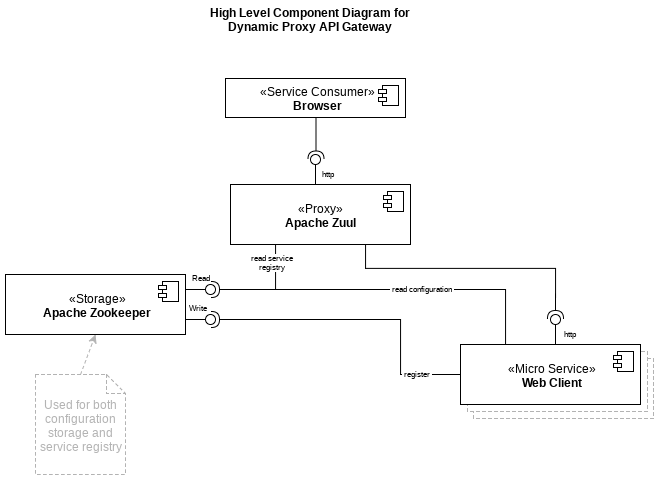 High Level Component Diagram for
Dynamic Proxy API Gateway
«Service Consumer»
Browser
http
«Proxy»
Apache Zuul
read service
registry
Read
read configuration
«Storage»
Apache Zookeeper
Write
http
«Micro Service»
Web Client
register
Used for both
configuration
storage and
service registry